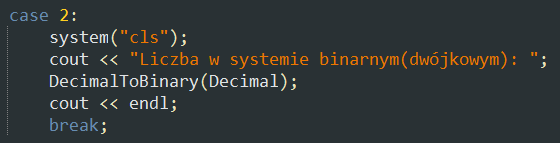 case 2:
system("cls");
cout << "Liczba w systemie binarnym(dwójkowym): ";
DecimalToBinary(Decimal);
cout << endl;
break;